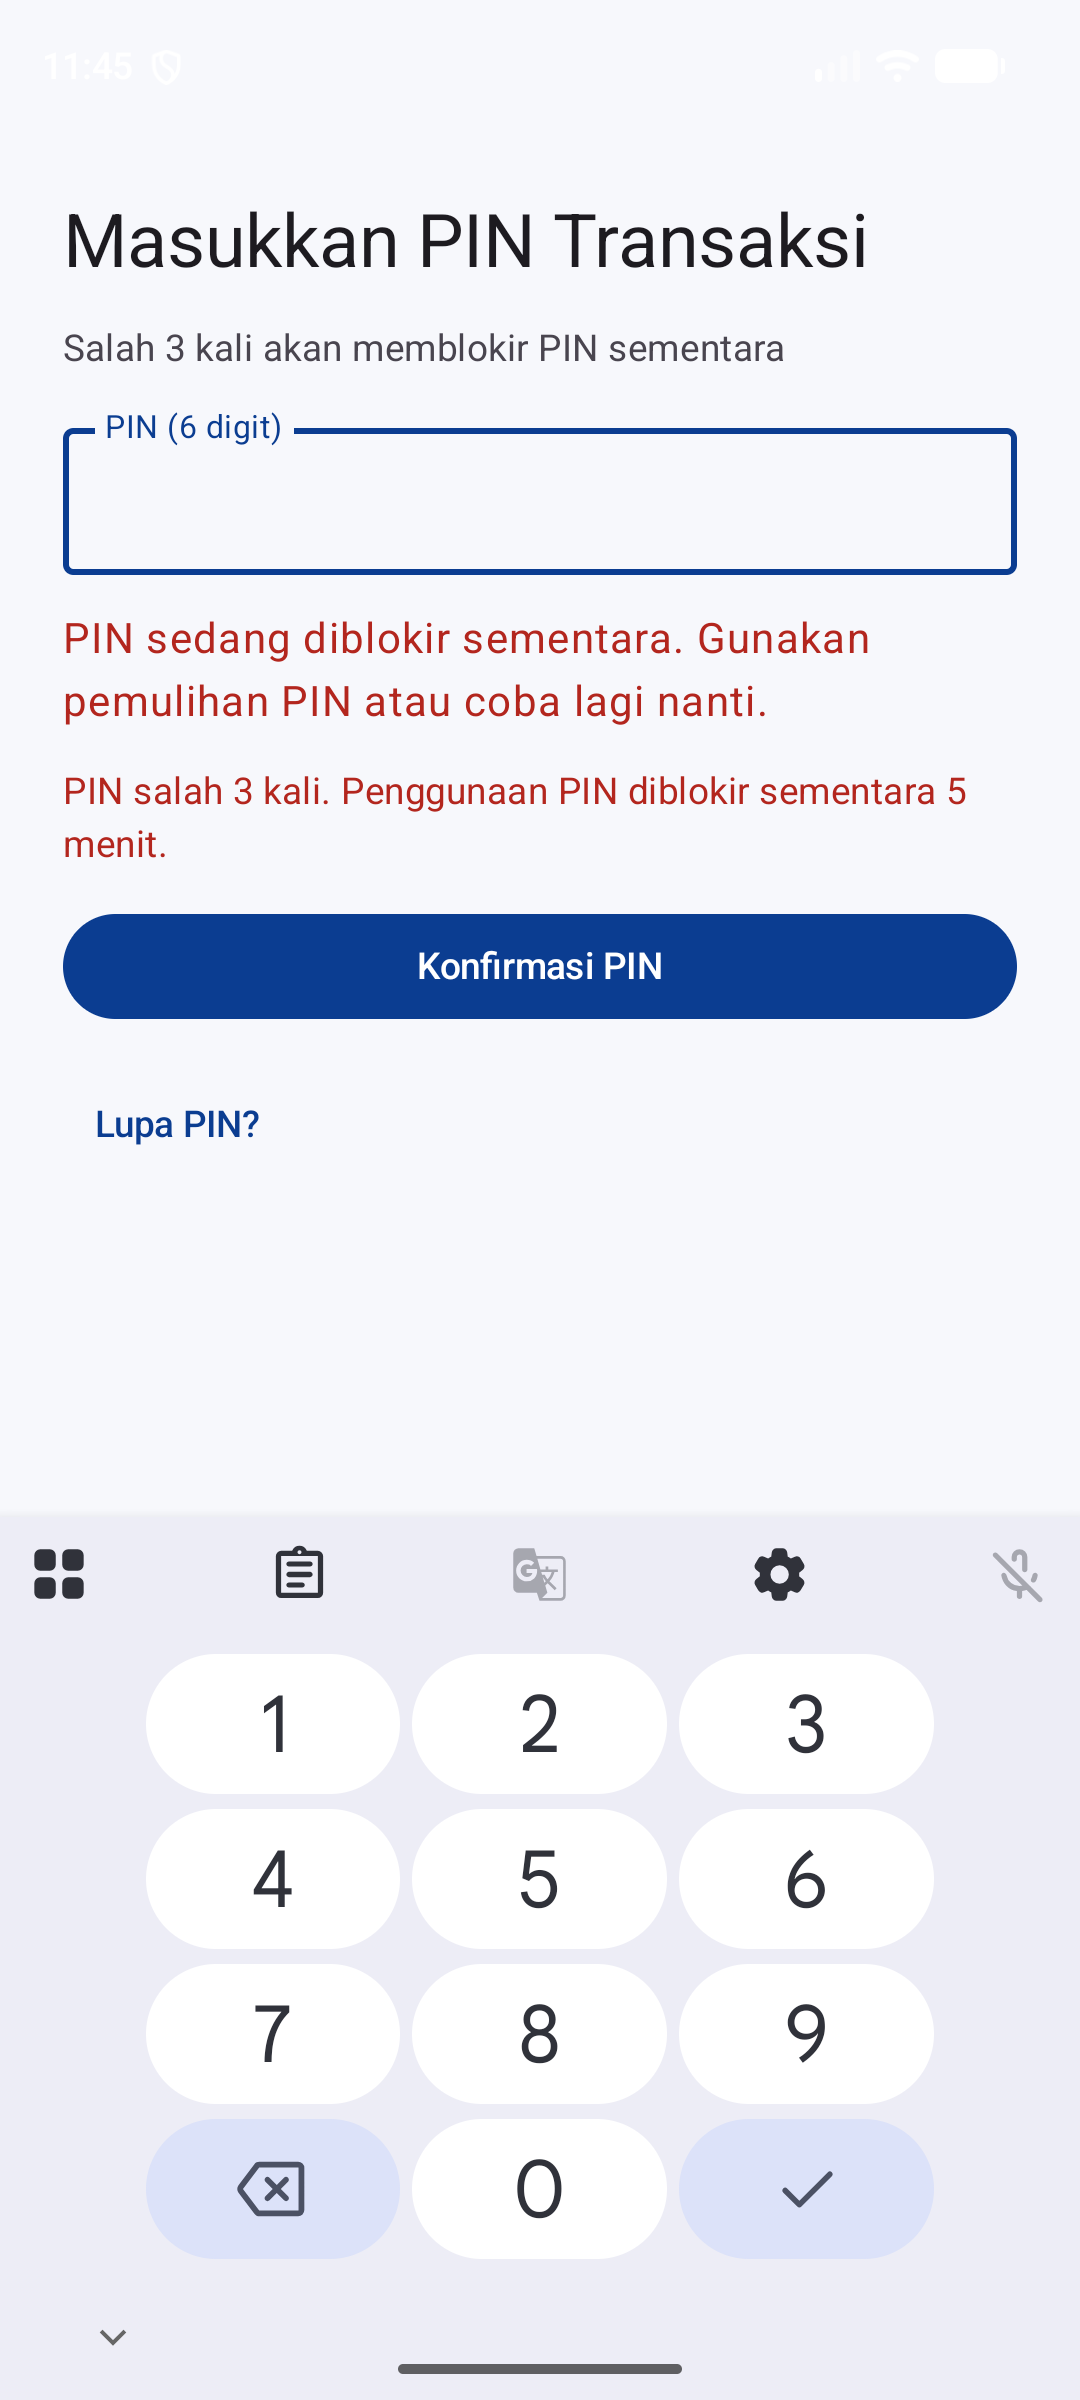 11:45
Masukkan PIN Transaksi
Salah 3 kali akan memblokir PIN sementara
PIN (6 digit)
PIN sedang diblokir sementara. Gunakan
pemulihan PIN atau coba lagi nanti.
PIN salah 3 kali. Penggunaan PIN diblokir sementara 5
menit.
Konfirmasi PIN
Lupa PIN?
1 2 3
4 5 6
7 8 9
0